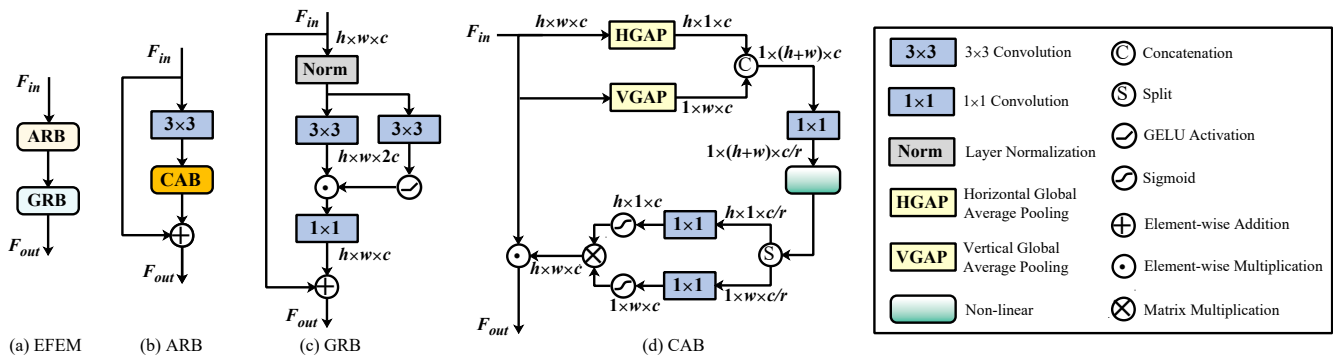 F_in
ARB
GRB
F_out
(a) EFEM
F_in
3×3
CAB
F_out
(b) ARB
F_in
h×w×c
Norm
3×3
3×3
h×w×2c
1×1
h×w×c
F_out
(c) GRB
F_in
h×w×c
HGAP
h×1×c
VGAP
1×w×c
C
1×(h+w)×c
1×1
1×(h+w)×c/r
S
h×1×c/r
1×1
h×1×c
1×w×c/r
1×1
1×w×c
h×w×c
F_out
(d) CAB
3×3
3×3 Convolution
1×1
1×1 Convolution
Norm
Layer Normalization
HGAP
Horizontal Global
Average Pooling
VGAP
Vertical Global
Average Pooling
Non-linear
C
Concatenation
S
Split
GELU Activation
Sigmoid
Element-wise Addition
Element-wise Multiplication
Matrix Multiplication